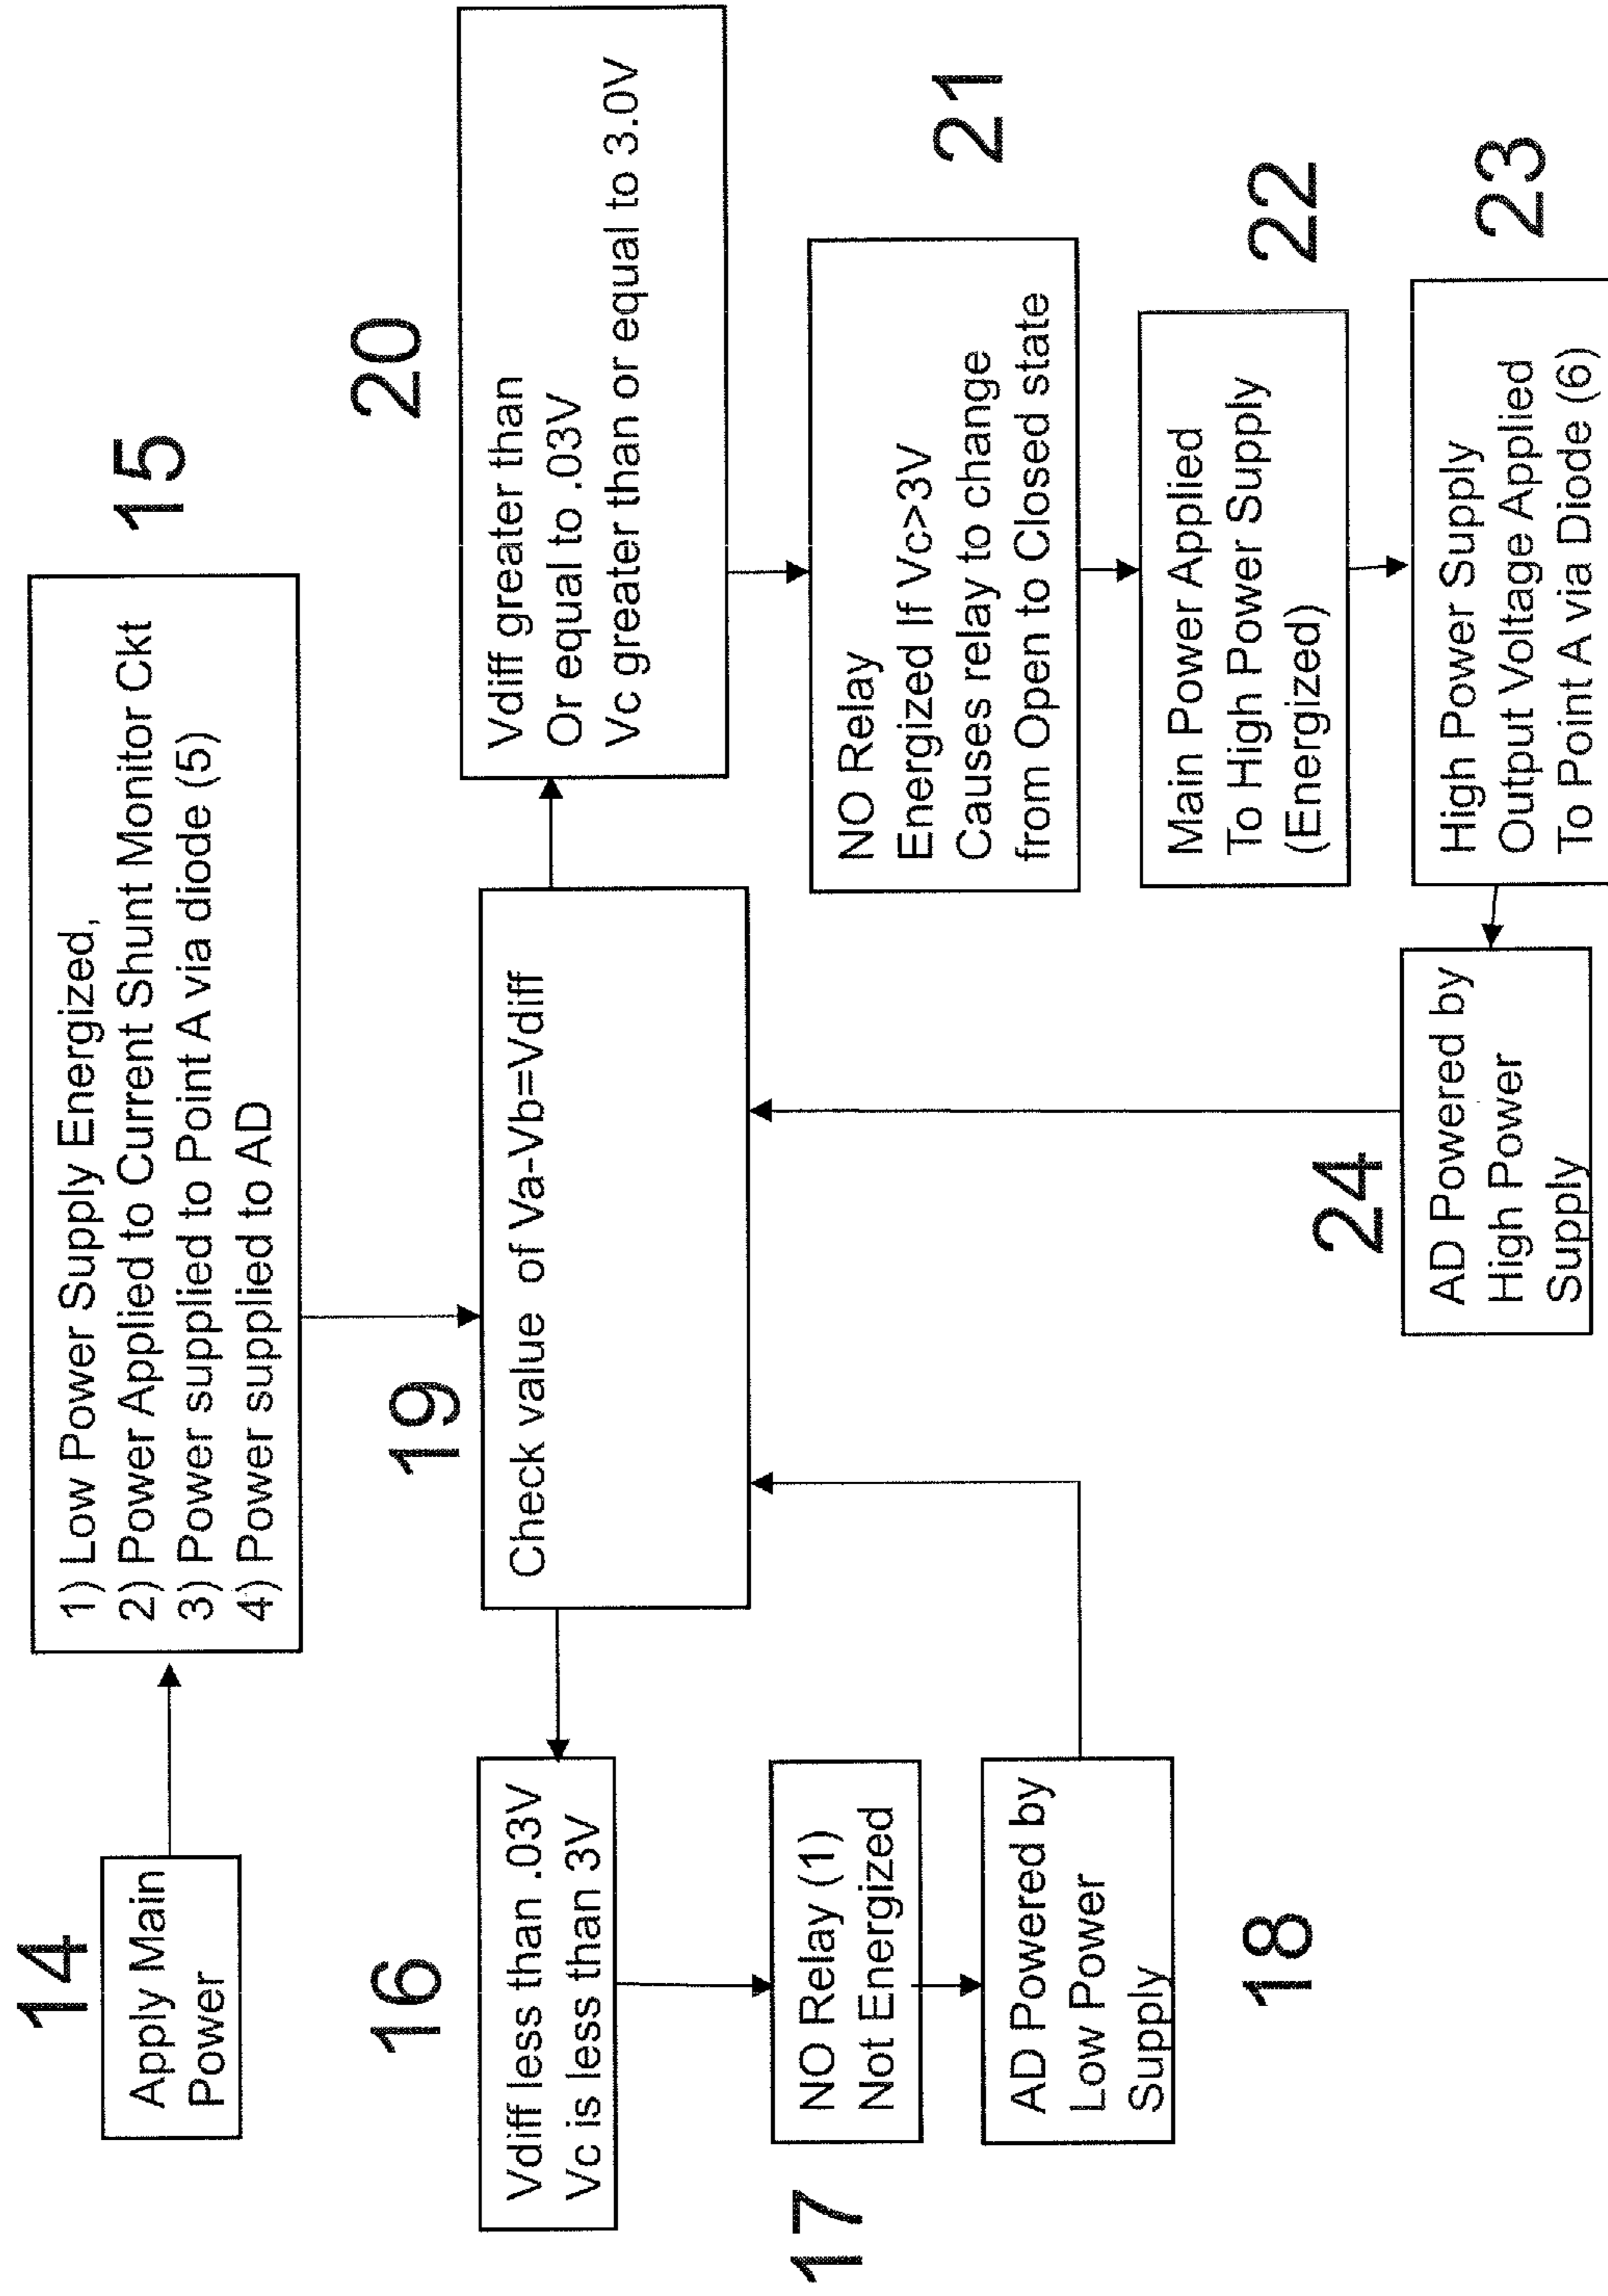 14
Apply Main
Power
15
1) Low Power Supply Energized,
2) Power Applied to Current Shunt Monitor Ckt
3) Power supplied to Point A via diode (5)
4) Power supplied to AD
16
Vdiff less than .03V
Vc is less than 3V
19
Check value of Va-Vb=Vdiff
20
Vdiff greater than
Or equal to .03V
Vc greater than or equal to 3.0V
17
NO Relay (1)
Not Energized
NO Relay
Energized If Vc>3V
Causes relay to change
from Open to Closed state
21
AD Powered by
Low Power
Supply
18
Main Power Applied
To High Power Supply
(Energized)
22
24
AD Powered by
High Power
Supply
High Power Supply
Output Voltage Applied
To Point A via Diode (6)
23